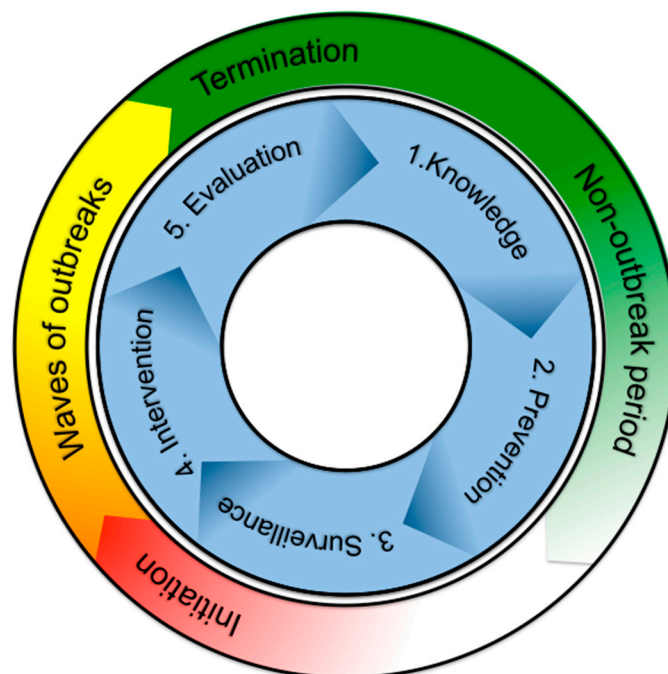 Termination
Non-outbreak period
Initiation
Waves of outbreaks
1.Knowledge
2. Prevention
3. Surveillance
4. Intervention
5. Evaluation